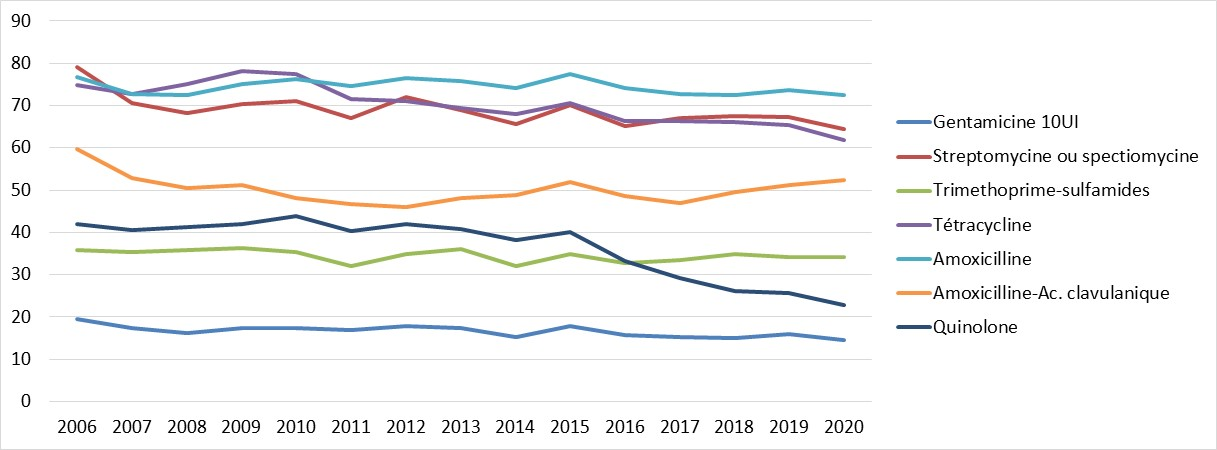 90
80
70
60
50
40
30
20
10
0
2006 2007 2008 2009 2010 2011 2012 2013 2014 2015 2016 2017 2018 2019 2020
Gentamicine 10UI
Streptomycine ou spectiomycine
Trimethoprime-sulfamides
Tétracycline
Amoxicilline
Amoxicilline-Ac. clavulanique
Quinolone